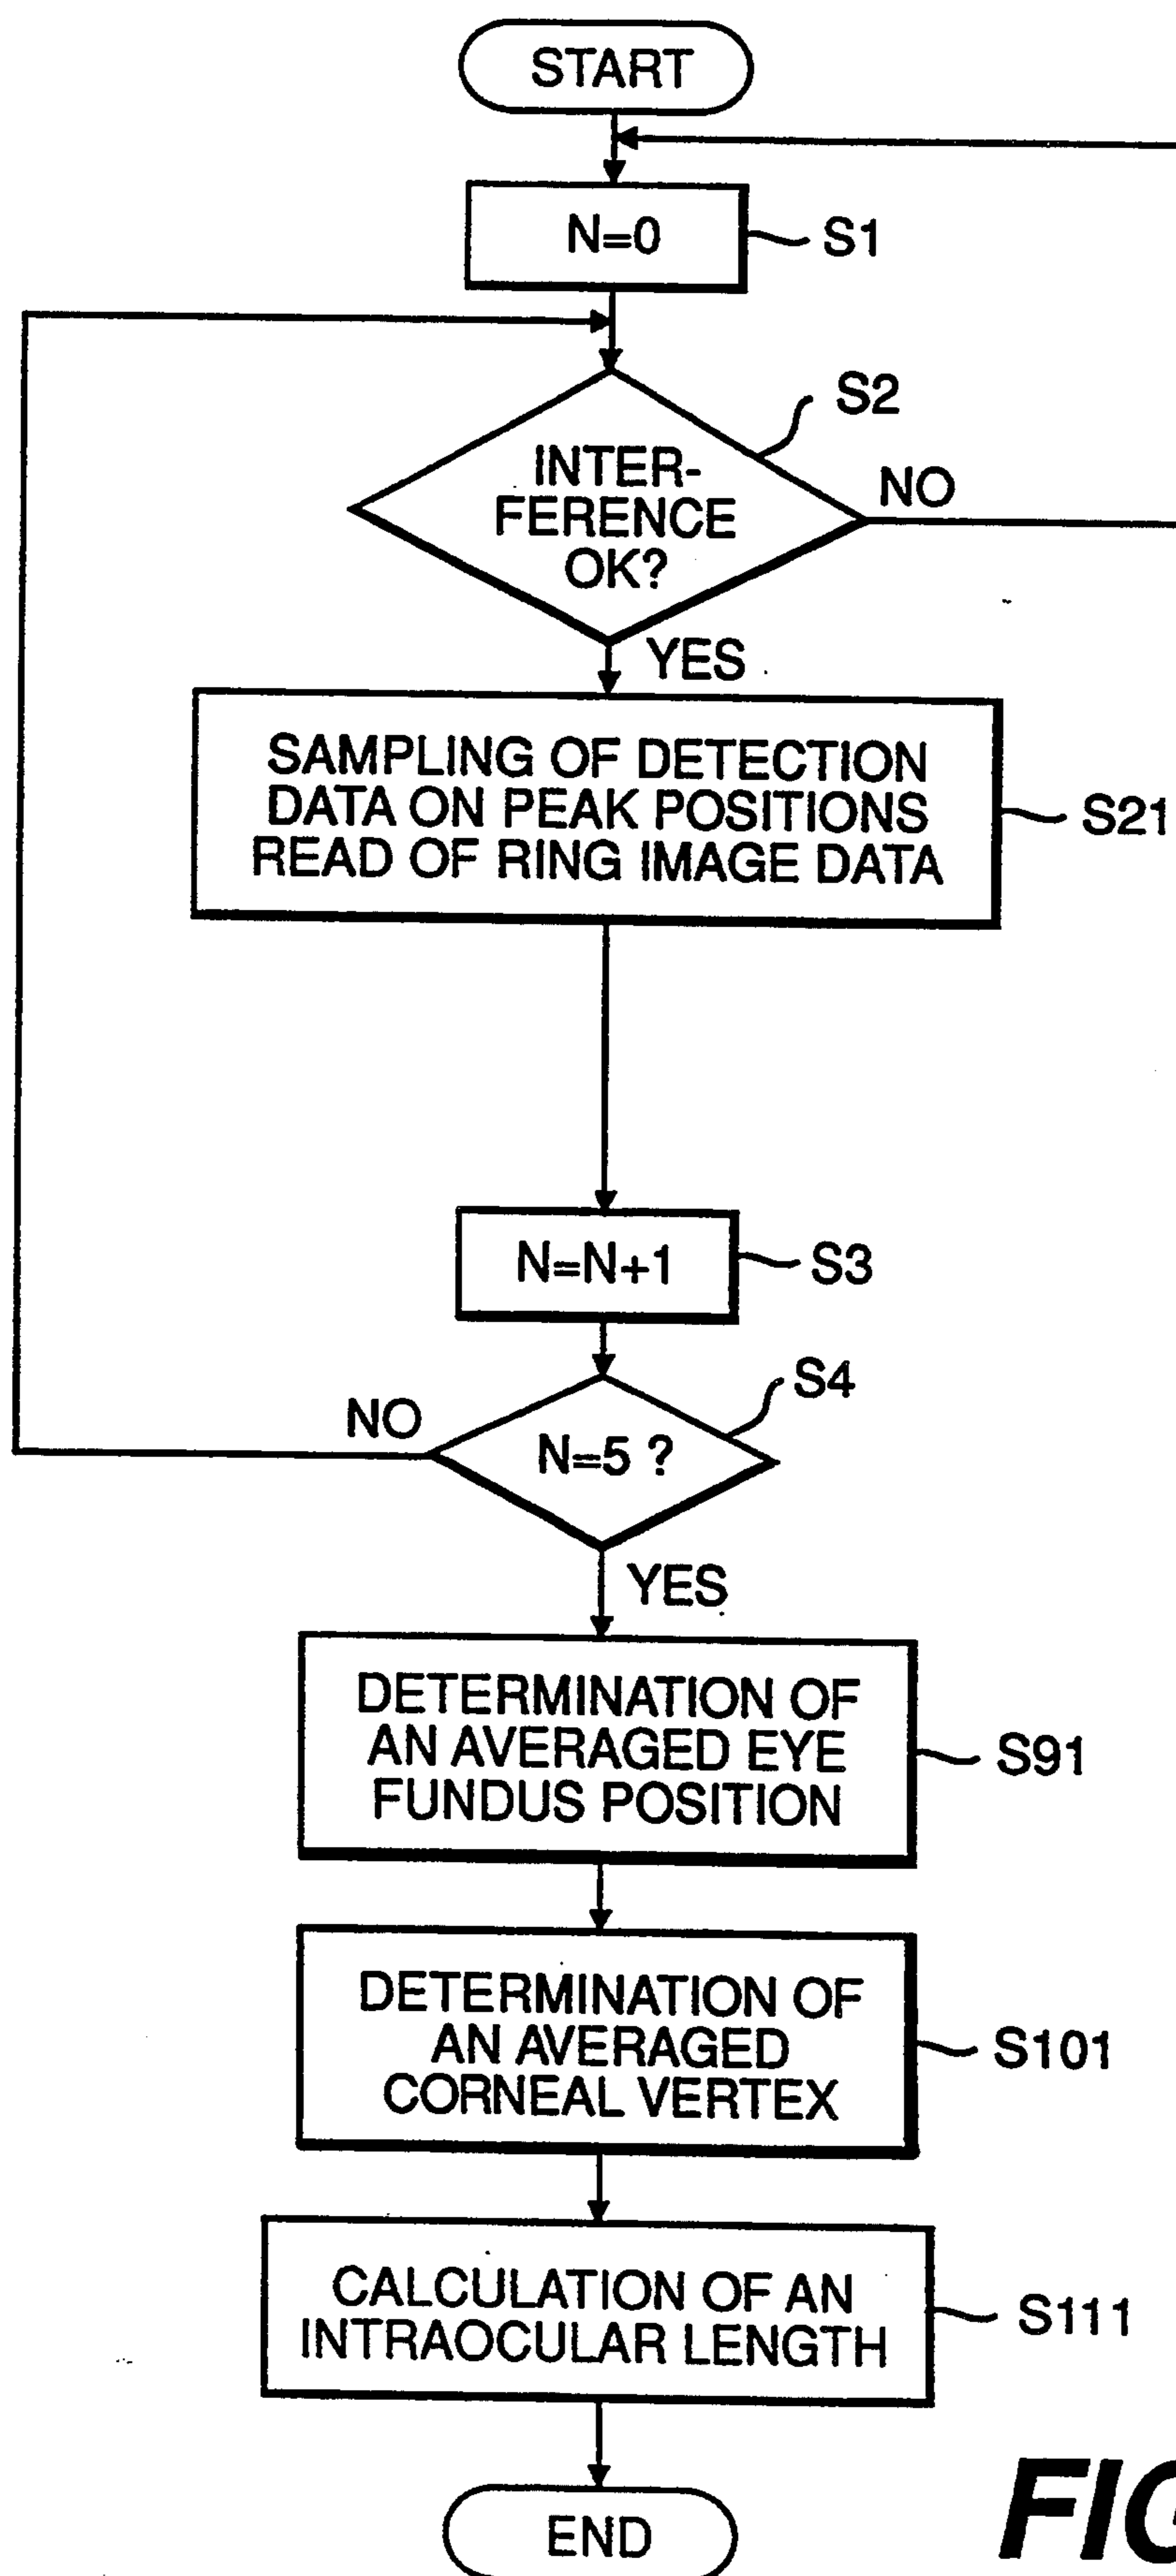 START
N=0
S1
S2
INTER-
FERENCE
OK?
NO
YES
SAMPLING OF DETECTION
DATA ON PEAK POSITIONS
READ OF RING IMAGE DATA
S21
N=N+1
S3
S4
NO
N=5 ?
YES
DETERMINATION OF
AN AVERAGED EYE
FUNDUS POSITION
S91
DETERMINATION OF
AN AVERAGED
CORNEAL VERTEX
S101
CALCULATION OF AN
INTRAOCULAR LENGTH
S111
END